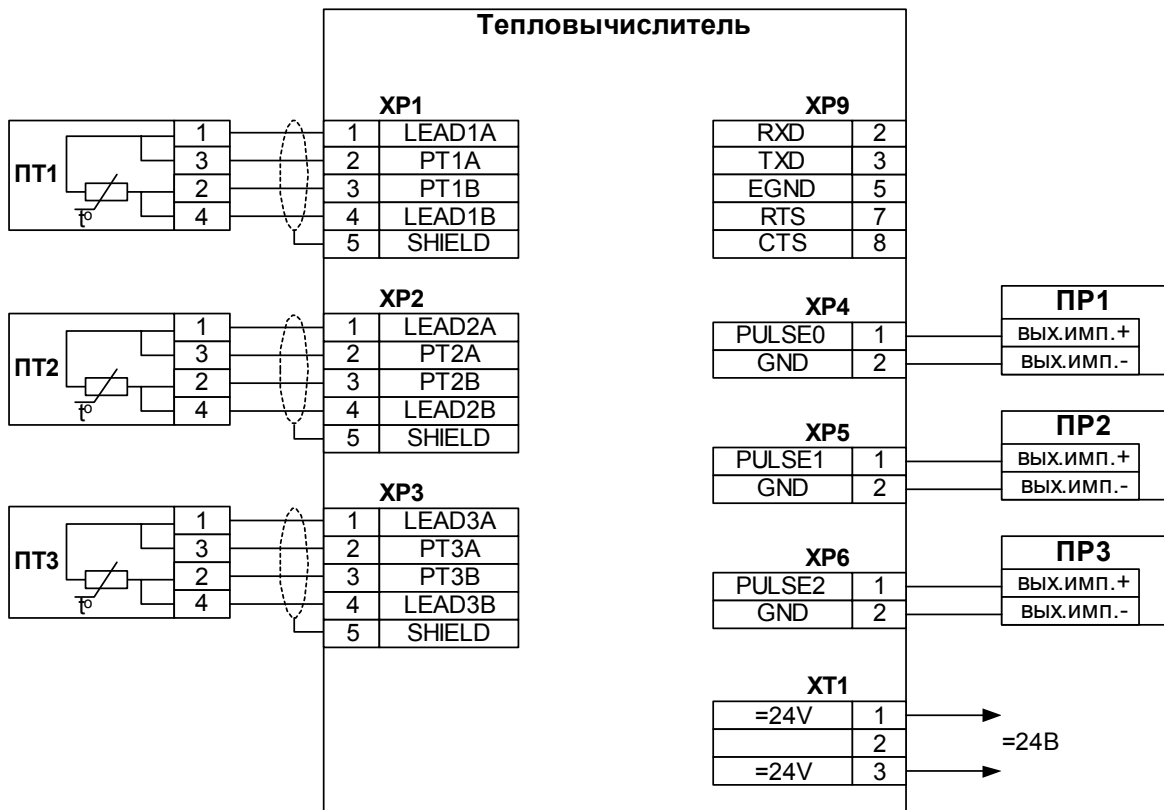 Тепловычислитель
XP1
ПТ1
1 1 LEAD1A
3 2 PT1A
2 3 PT1B
4 4 LEAD1B
5 SHIELD
tº
XP2
ПТ2
1 1 LEAD2A
3 2 PT2A
2 3 PT2B
4 4 LEAD2B
5 SHIELD
tº
XP3
ПТ3
1 1 LEAD3A
3 2 PT3A
2 3 PT3B
4 4 LEAD3B
5 SHIELD
tº
XP9
RXD 2
TXD 3
EGND 5
RTS 7
CTS 8
XP4
PULSE0 1
GND 2
ПР1
вых.имп.+
вых.имп.-
XP5
PULSE1 1
GND 2
ПР2
вых.имп.+
вых.имп.-
XP6
PULSE2 1
GND 2
ПР3
вых.имп.+
вых.имп.-
XT1
=24V 1
2
=24V 3
=24В